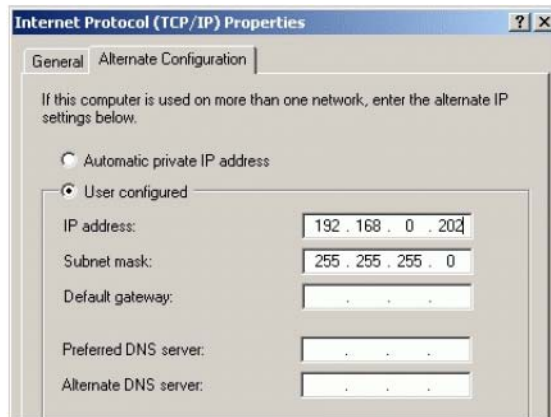 Internet Protocol (TCP/IP) Properties
General Alternate Configuration
If this computer is used on more than one network, enter the alternate IP
settings below.
Automatic private IP address
User configured
IP address: 192 . 168 . 0 . 202
Subnet mask: 255 . 255 . 255 . 0
Default gateway: . . .
Preferred DNS server: . . .
Alternate DNS server: . . .